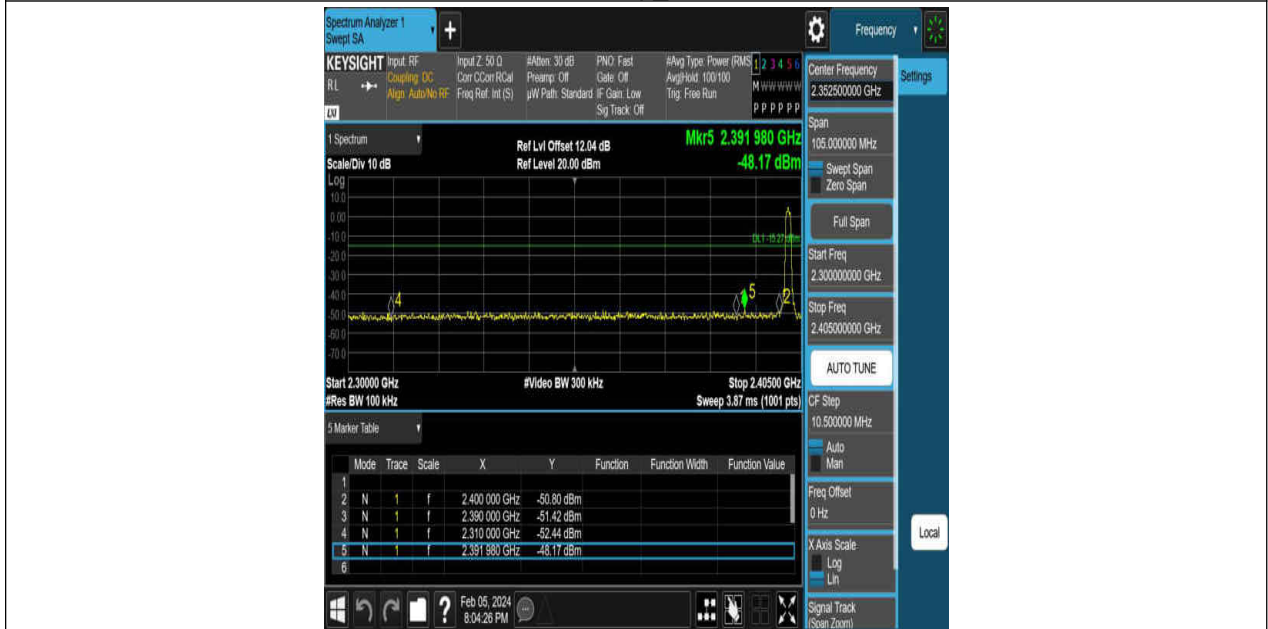 Spectrum Analyzer 1
Swept SA
Frequency
KEYSIGHT
RL
LXI
Input: RF
Coupling: DC
Align: Auto/No RF
Input Z: 50 Ω
Corr CCorr RCal
Freq Ref: Int (S)
#Atten: 30 dB
Preamp: Off
µW Path: Standard
PNO: Fast
Gate: Off
IF Gain: Low
Sig Track: Off
#Avg Type: Power (RMS
Avg|Hold: 100/100
Trig: Free Run
1 2 3 4 5 6
M W W W W W
P P P P P P
1 Spectrum
Scale/Div 10 dB
Ref Lvl Offset 12.04 dB
Ref Level 20.00 dBm
Mkr5 2.391 980 GHz
-48.17 dBm
Log
10.0
0.00
-10.0
-20.0
-30.0
-40.0
-50.0
-60.0
-70.0
DL1 -15.27 dBm
4
5
2
Start 2.30000 GHz
#Video BW 300 kHz
Stop 2.40500 GHz
#Res BW 100 kHz
Sweep 3.87 ms (1001 pts)
5 Marker Table
Mode Trace Scale X Y Function Function Width Function Value
1
2 N 1 f 2.400 000 GHz -50.80 dBm
3 N 1 f 2.390 000 GHz -51.42 dBm
4 N 1 f 2.310 000 GHz -52.44 dBm
5 N 1 f 2.391 980 GHz -48.17 dBm
6
Feb 05, 2024
8:04:26 PM
Center Frequency
2.352500000 GHz
Settings
Span
105.000000 MHz
Swept Span
Zero Span
Full Span
Start Freq
2.300000000 GHz
Stop Freq
2.405000000 GHz
AUTO TUNE
CF Step
10.500000 MHz
Auto
Man
Freq Offset
0 Hz
Local
X Axis Scale
Log
Lin
Signal Track
(Span Zoom)